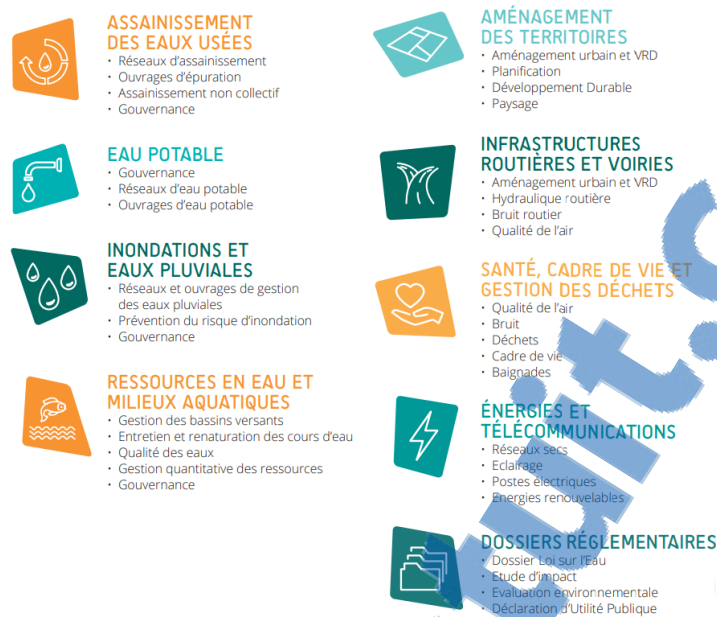 ASSAINISSEMENT
DES EAUX USÉES
• Réseaux d'assainissement
• Ouvrages d'épuration
• Assainissement non collectif
• Gouvernance
EAU POTABLE
• Gouvernance
• Réseaux d'eau potable
• Ouvrages d'eau potable
INONDATIONS ET
EAUX PLUVIALES
• Réseaux et ouvrages de gestion
des eaux pluviales
• Prévention du risque d'inondation
• Gouvernance
RESSOURCES EN EAU ET
MILIEUX AQUATIQUES
• Gestion des bassins versants
• Entretien et renaturation des cours d'eau
• Qualité des eaux
• Gestion quantitative des ressources
• Gouvernance
AMÉNAGEMENT
DES TERRITOIRES
• Aménagement urbain et VRD
• Planification
• Développement Durable
• Paysage
INFRASTRUCTURES
ROUTIÈRES ET VOIRIES
• Aménagement urbain et VRD
• Hydraulique routière
• Bruit routier
• Qualité de l'air
SANTÉ, CADRE DE VIE ET
GESTION DES DÉCHETS
• Qualité de l'air
• Bruit
• Déchets
• Cadre de vie
• Baignades
ÉNERGIES ET
TÉLÉCOMMUNICATIONS
• Réseaux secs
• Eclairage
• Postes électriques
• Energies renouvelables
DOSSIERS RÉGLEMENTAIRES
• Dossier Loi sur l'Eau
• Etude d'impact
• Evaluation environnementale
• Déclaration d'Utilité Publique
tuit.